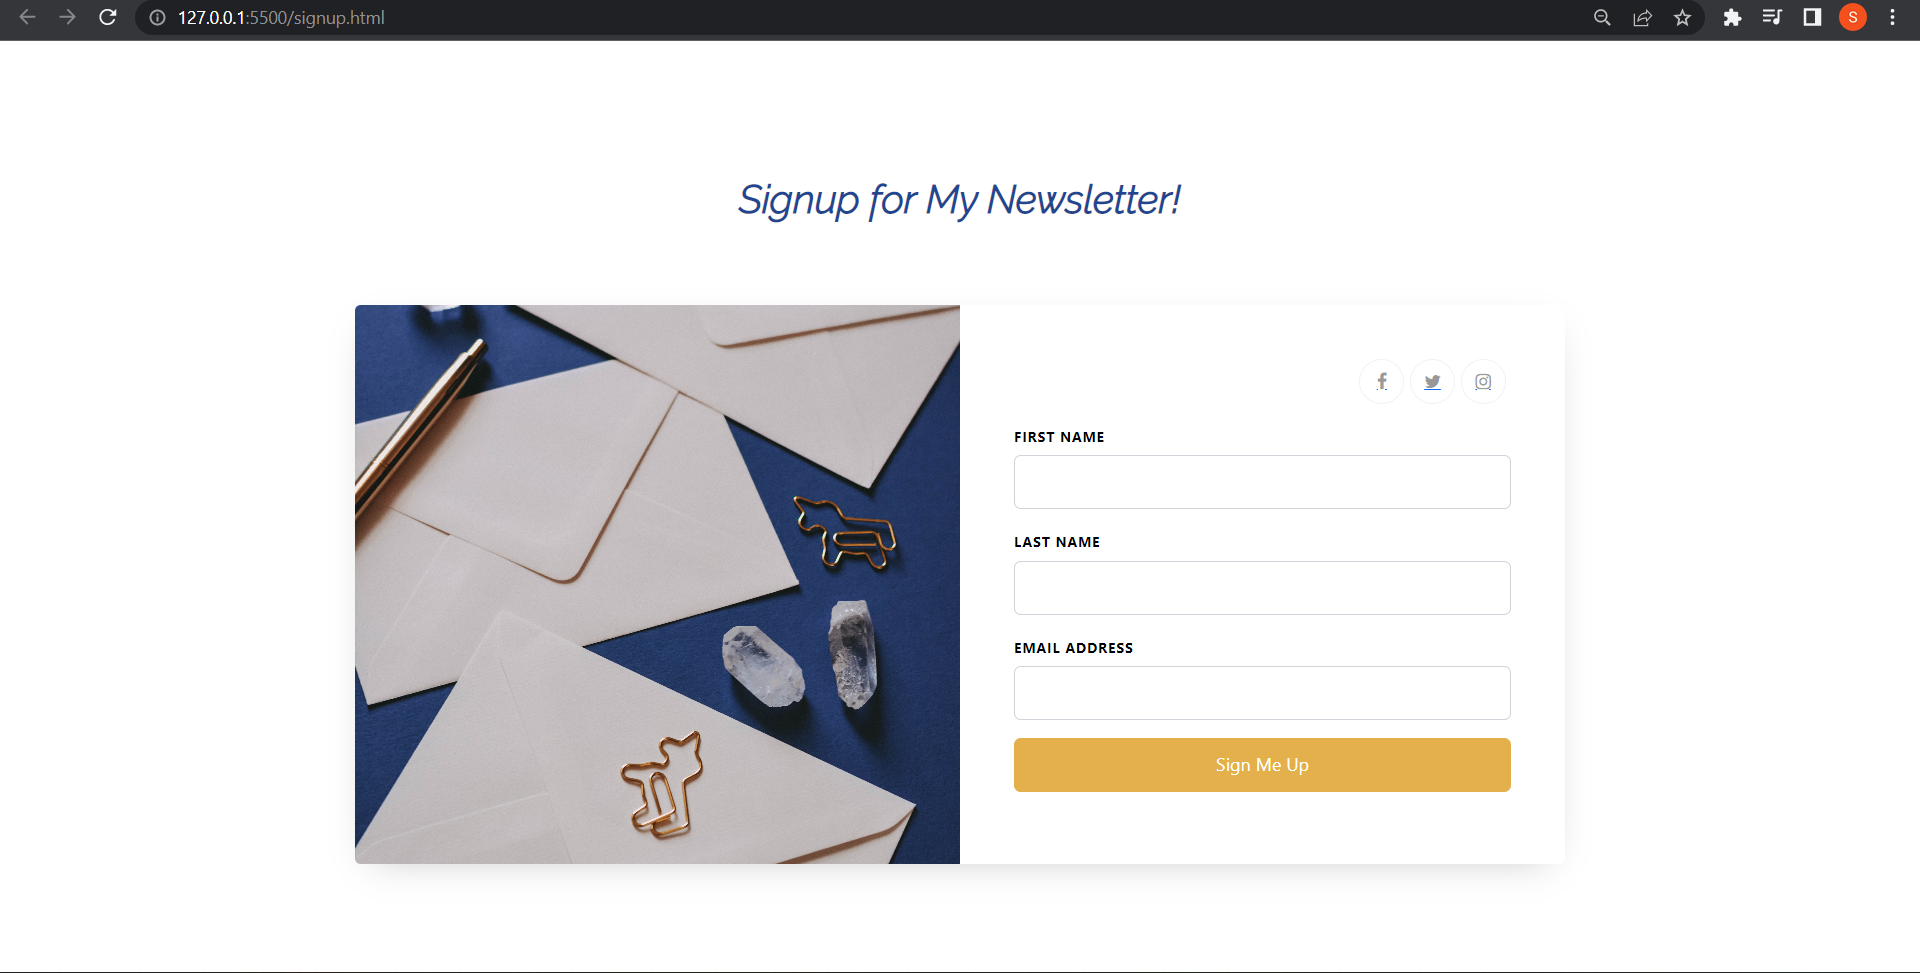 127.0.0.1:5500/signup.html
S
Signup for My Newsletter!
FIRST NAME
LAST NAME
EMAIL ADDRESS
Sign Me Up